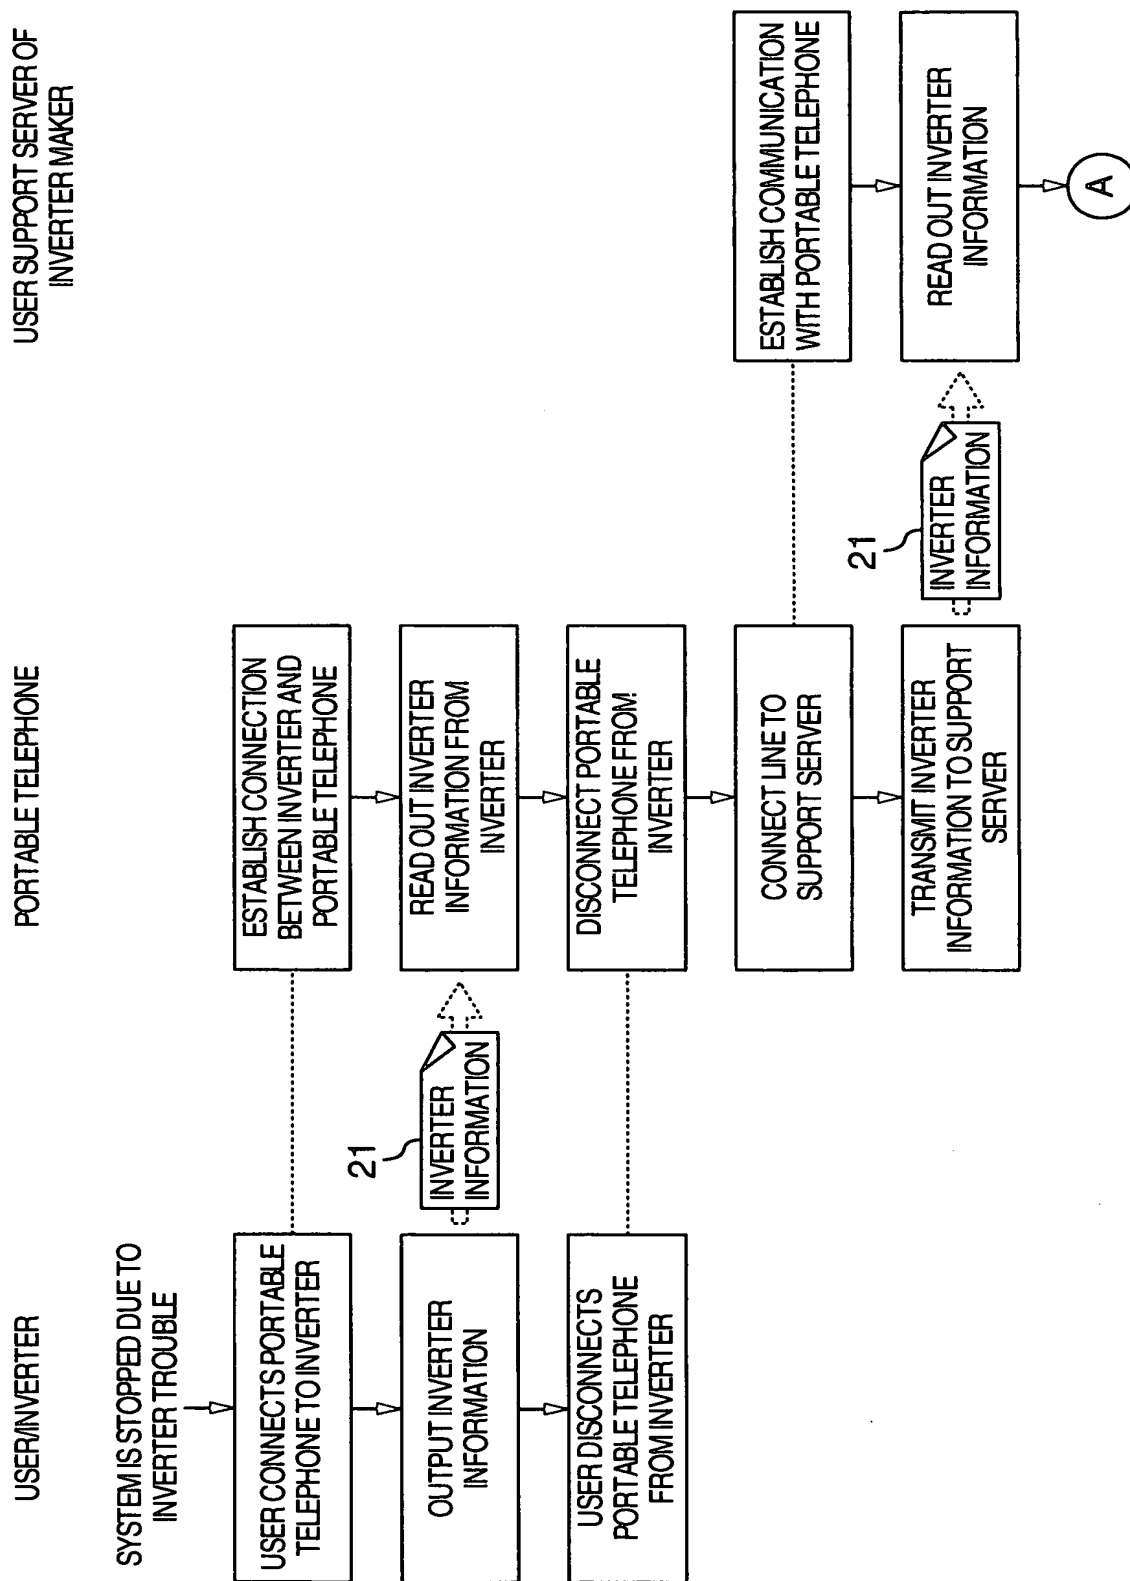 USER/INVERTER
PORTABLE TELEPHONE
USER SUPPORT SERVER OF
INVERTER MAKER
SYSTEM IS STOPPED DUE TO
INVERTER TROUBLE
USER CONNECTS PORTABLE
TELEPHONE TO INVERTER
ESTABLISH CONNECTION
BETWEEN INVERTER AND
PORTABLE TELEPHONE
OUTPUT INVERTER
INFORMATION
21
INVERTER
INFORMATION
READ OUT INVERTER
INFORMATION FROM
INVERTER
USER DISCONNECTS
PORTABLE TELEPHONE
FROM INVERTER
DISCONNECT PORTABLE
TELEPHONE FROM!
INVERTER
CONNECT LINE TO
SUPPORT SERVER
ESTABLISH COMMUNICATION
WITH PORTABLE TELEPHONE
TRANSMIT INVERTER
INFORMATION TO SUPPORT
SERVER
21
INVERTER
INFORMATION
READ OUT INVERTER
INFORMATION
A